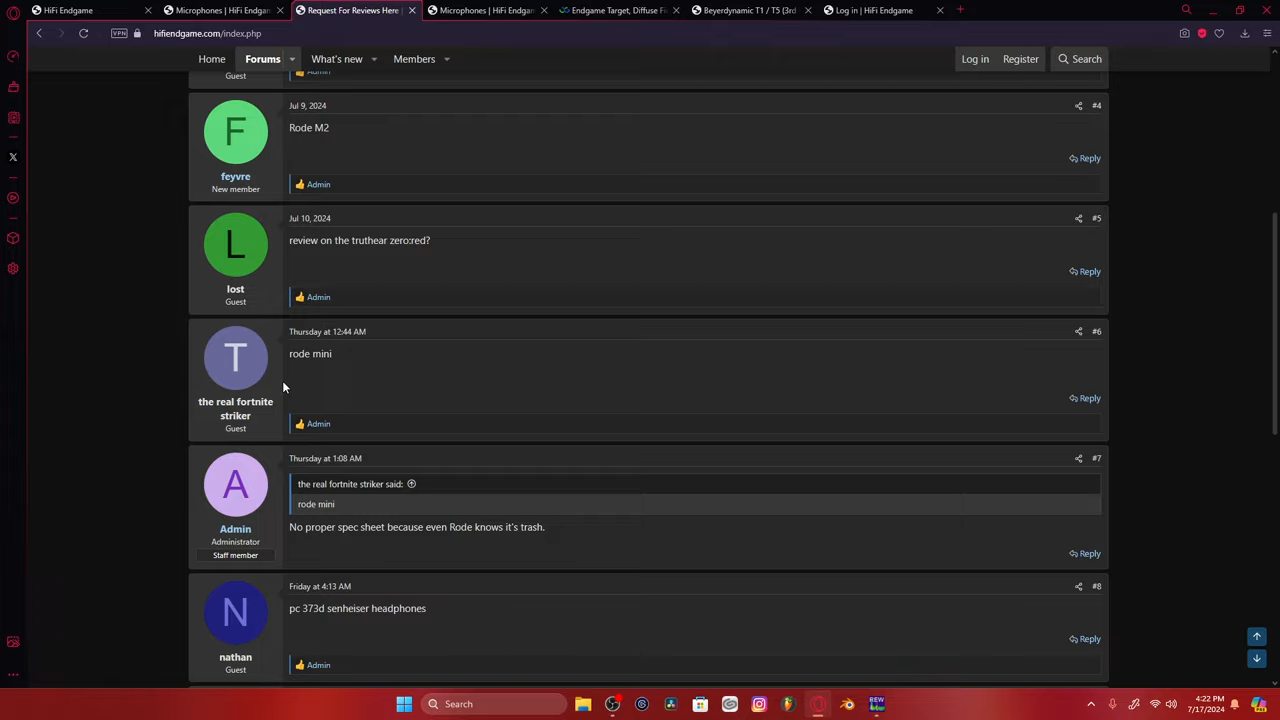 HiFi Endgame
Microphones | HiFi Endgam
Request For Reviews Here |
Microphones | HiFi Endgam
Endgame Target, Diffuse Fi
Beyerdynamic T1 / T5 (3rd
Log in | HiFi Endgame
VPN
hifiendgame.com/index.php
Home
Forums
What's new
Members
Log in
Register
Search
Guest
Admin
Jul 9, 2024
#4
F
Rode M2
feyvre
New member
Reply
Admin
Jul 10, 2024
#5
L
review on the truthear zero:red?
lost
Guest
Reply
Admin
Thursday at 12:44 AM
#6
T
rode mini
the real fortnite
striker
Guest
Reply
Admin
Thursday at 1:08 AM
#7
A
the real fortnite striker said:
rode mini
No proper spec sheet because even Rode knows it's trash.
Admin
Administrator
Staff member
Reply
Friday at 4:13 AM
#8
N
pc 373d senheiser headphones
nathan
Guest
Reply
Admin
Search
REW
4:22 PM
7/17/2024